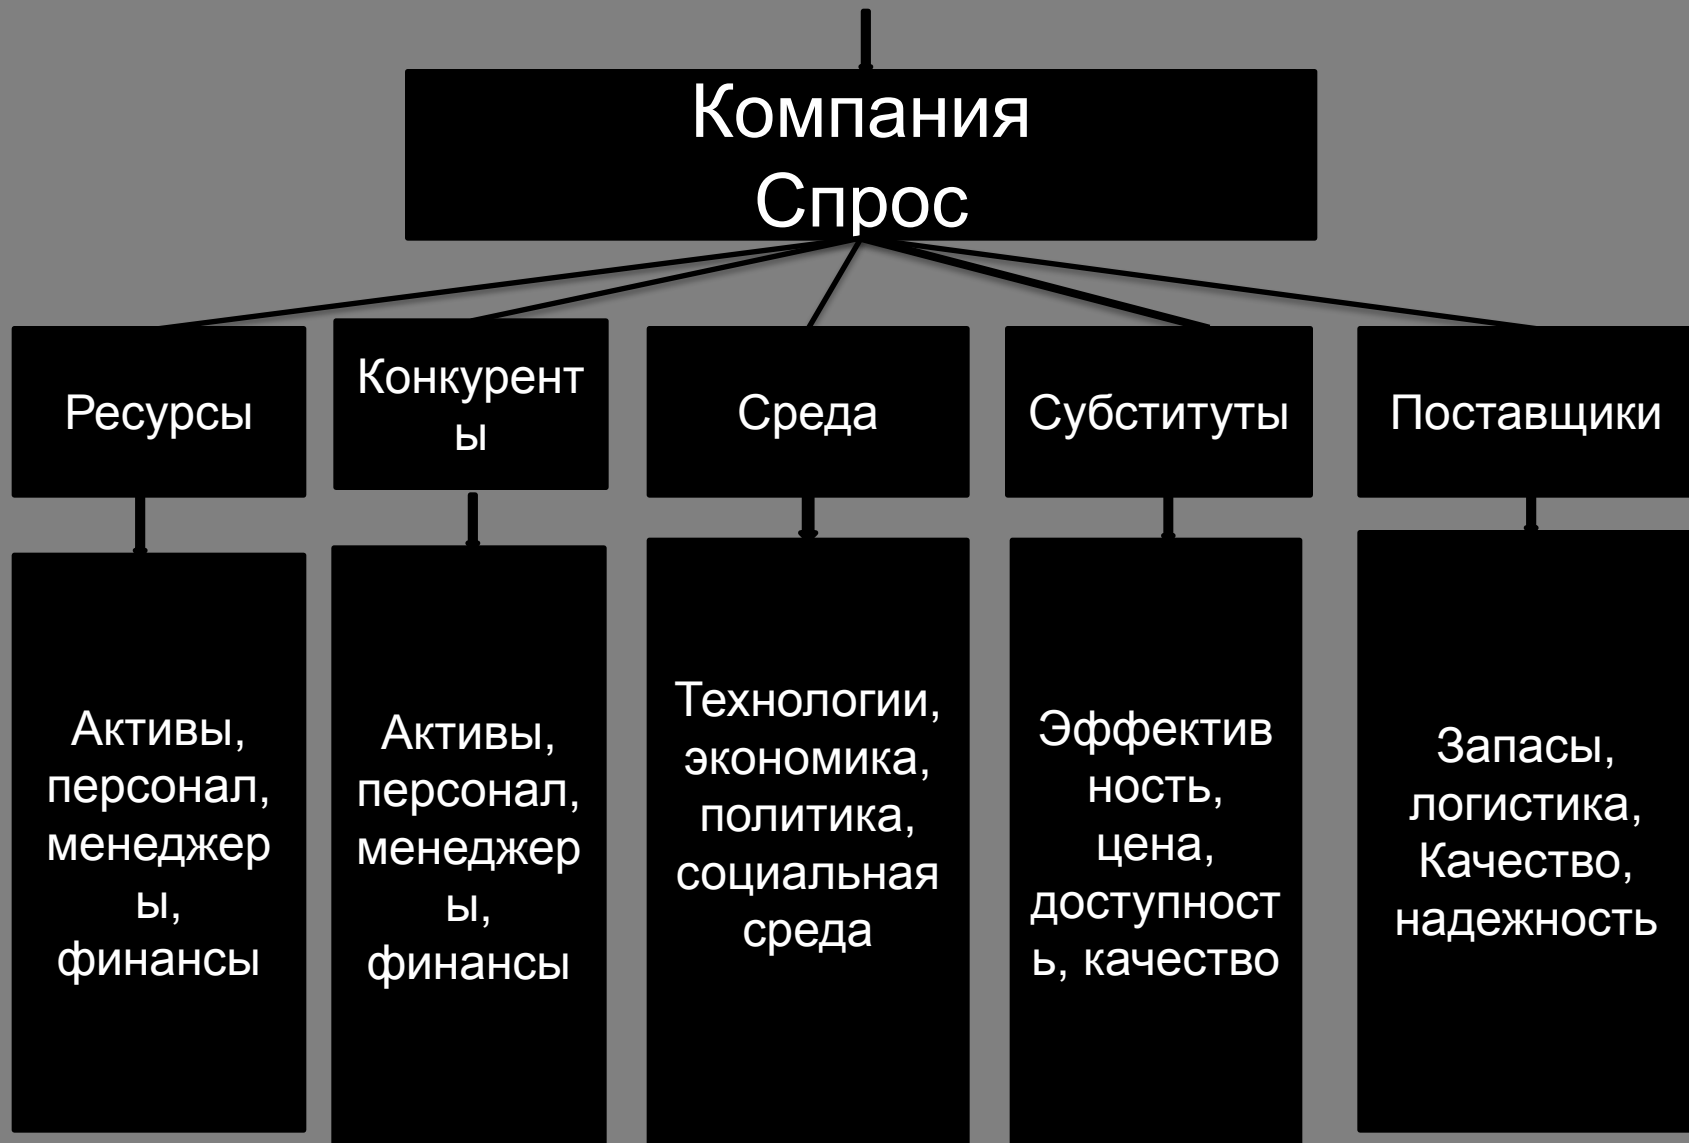 Компания
Спрос
Ресурсы
Конкурент
ы
Среда
Субституты
Поставщики
Активы,
персонал,
менеджер
ы,
финансы
Активы,
персонал,
менеджер
ы,
финансы
Технологии,
экономика,
политика,
социальная
среда
Эффектив
ность,
цена,
доступност
ь, качество
Запасы,
логистика,
Качество,
надежность